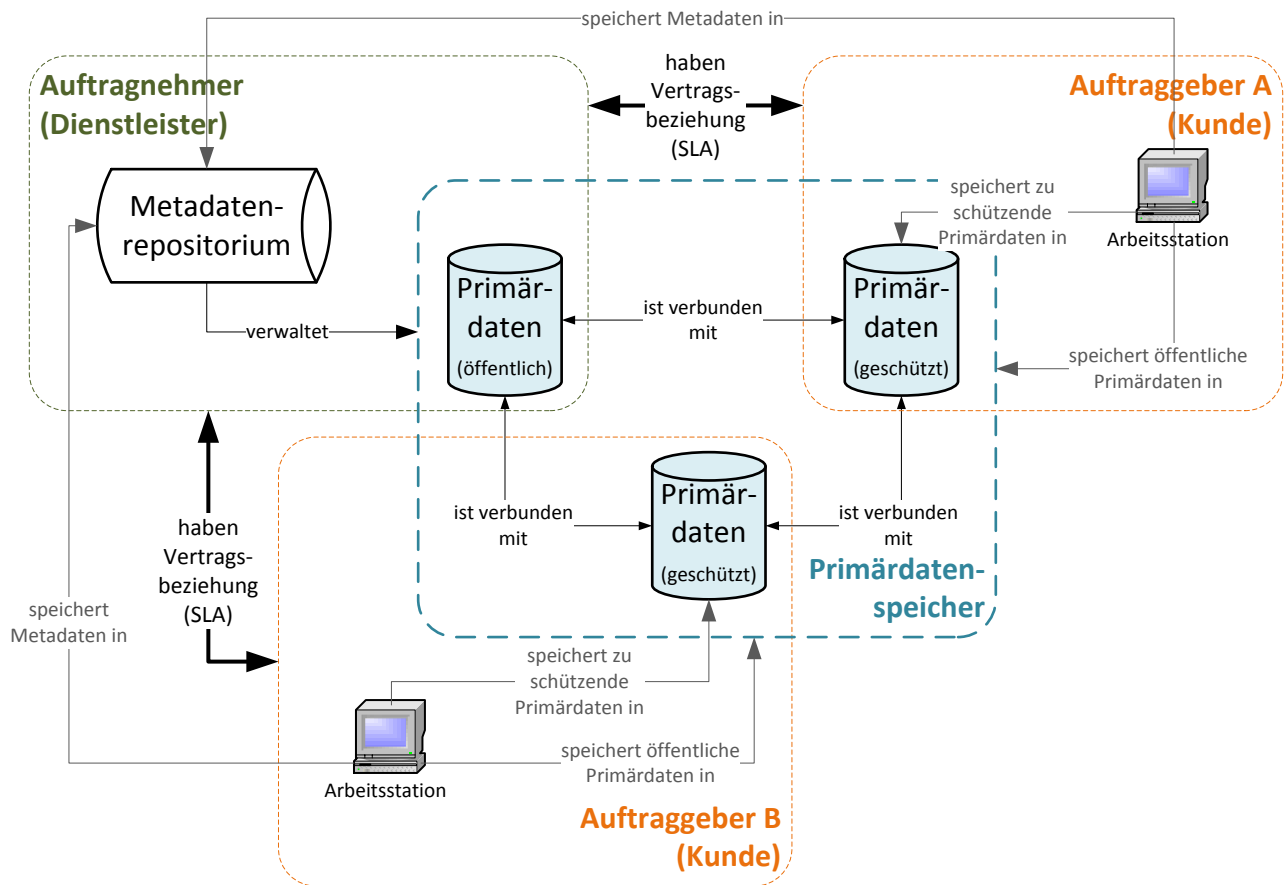 speichert Metadaten in
Auftragnehmer
(Dienstleister)
haben
Vertrags-
beziehung
(SLA)
Auftraggeber A
(Kunde)
Metadaten-
repositorium
speichert zu
schützende
Primärdaten in
Arbeitsstation
Primär-
daten
(öffentlich)
ist verbunden
mit
Primär-
daten
(geschützt)
verwaltet
speichert öffentliche
Primärdaten in
ist verbunden
mit
Primär-
daten
(geschützt)
ist verbunden
mit
haben
Vertrags-
beziehung
(SLA)
Primärdaten-
speicher
speichert
Metadaten in
speichert zu
schützende
Primärdaten in
speichert öffentliche
Primärdaten in
Arbeitsstation
Auftraggeber B
(Kunde)